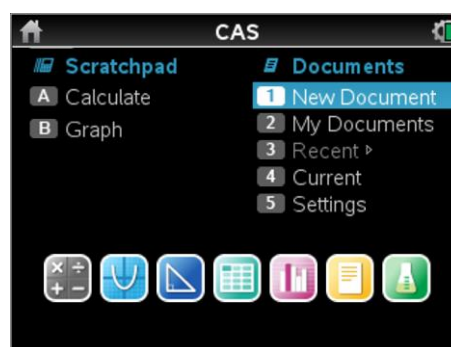 CAS
Scratchpad
A Calculate
B Graph
Documents
1 New Document
2 My Documents
3 Recent ▹
4 Current
5 Settings